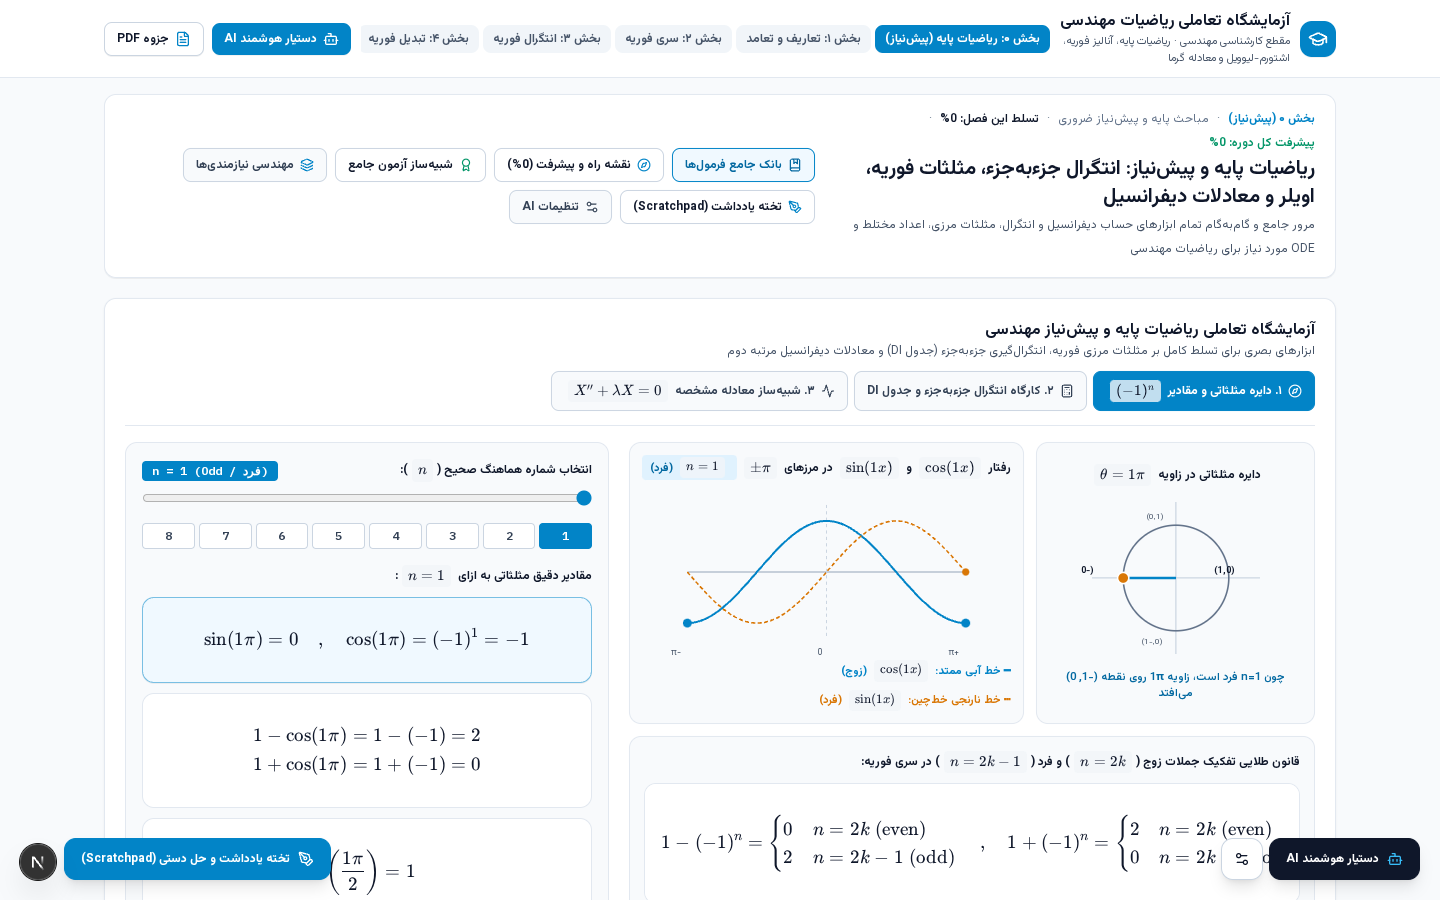 آزمایشگاه تعاملی ریاضیات مهندسی
مقطع کارشناسی مهندسی · ریاضیات پایه، آنالیز فوریه،
اشتورم-لیوویل و معادله گرما
بخش ۰: ریاضیات پایه (پیش‌نیاز)
بخش ۱: تعاریف و تعامد
بخش ۲: سری فوریه
بخش ۳: انتگرال فوریه
بخش ۴: تبدیل فوریه
دستیار هوشمند AI
جزوه PDF
بخش ۰ (پیش‌نیاز) · مباحث پایه و پیش‌نیاز ضروری · تسلط این فصل: 0% ·
پیشرفت کل دوره: 0%
ریاضیات پایه و پیش‌نیاز: انتگرال جزءبه‌جزء، مثلثات فوریه،
اویلر و معادلات دیفرانسیل
مرور جامع و گام‌به‌گام تمام ابزارهای حساب دیفرانسیل و انتگرال، مثلثات مرزی، اعداد مختلط و
ODE مورد نیاز برای ریاضیات مهندسی
بانک جامع فرمول‌ها
نقشه راه و پیشرفت (0%)
شبیه‌ساز آزمون جامع
مهندسی نیازمندی‌ها
تخته یادداشت (Scratchpad)
تنظیمات AI
آزمایشگاه تعاملی ریاضیات پایه و پیش‌نیاز مهندسی
ابزارهای بصری برای تسلط کامل بر مثلثات مرزی فوریه، انتگرال‌گیری جزءبه‌جزء (جدول DI) و معادلات دیفرانسیل مرتبه دوم
۱. دایره مثلثاتی و مقادیر (−1)ⁿ
۲. کارگاه انتگرال جزءبه‌جزء و جدول DI
۳. شبیه‌ساز معادله مشخصه X″ + λX = 0
دایره مثلثاتی در زاویه θ = 1π
(0,1)
(1,0)
0-)
(1-,0)
چون n=1 فرد است، زاویه 1π روی نقطه (-1, 0)
می‌افتد
رفتار cos(1x) و sin(1x) در مرزهای ±π
n = 1 (فرد)
π-
0
π+
━ خط آبی ممتد: cos(1x) (زوج)
━ خط نارنجی خط‌چین: sin(1x) (فرد)
انتخاب شماره هماهنگ صحیح ( n ):
n = 1 (Odd / فرد)
1
2
3
4
5
6
7
8
مقادیر دقیق مثلثاتی به ازای n = 1 :
sin(1π) = 0 , cos(1π) = (−1)¹ = −1
1 − cos(1π) = 1 − (−1) = 2
1 + cos(1π) = 1 + (−1) = 0
(1π/2) = 1
قانون طلایی تفکیک جملات زوج ( n = 2k ) و فرد ( n = 2k − 1 ) در سری فوریه:
1 − (−1)ⁿ = { 0 n = 2k (even)
2 n = 2k − 1 (odd)
, 1 + (−1)ⁿ = { 2 n = 2k (even)
0 n = 2k
تخته یادداشت و حل دستی (Scratchpad)
دستیار هوشمند AI
N